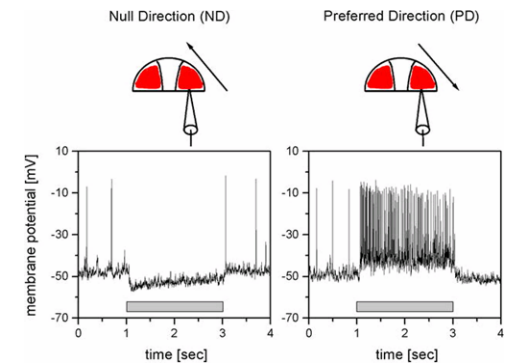 Null Direction (ND)
Preferred Direction (PD)
membrane potential [mV]
10
-10
-30
-50
-70
0 1 2 3 4
time [sec]
10
-10
-30
-50
-70
0 1 2 3 4
time [sec]